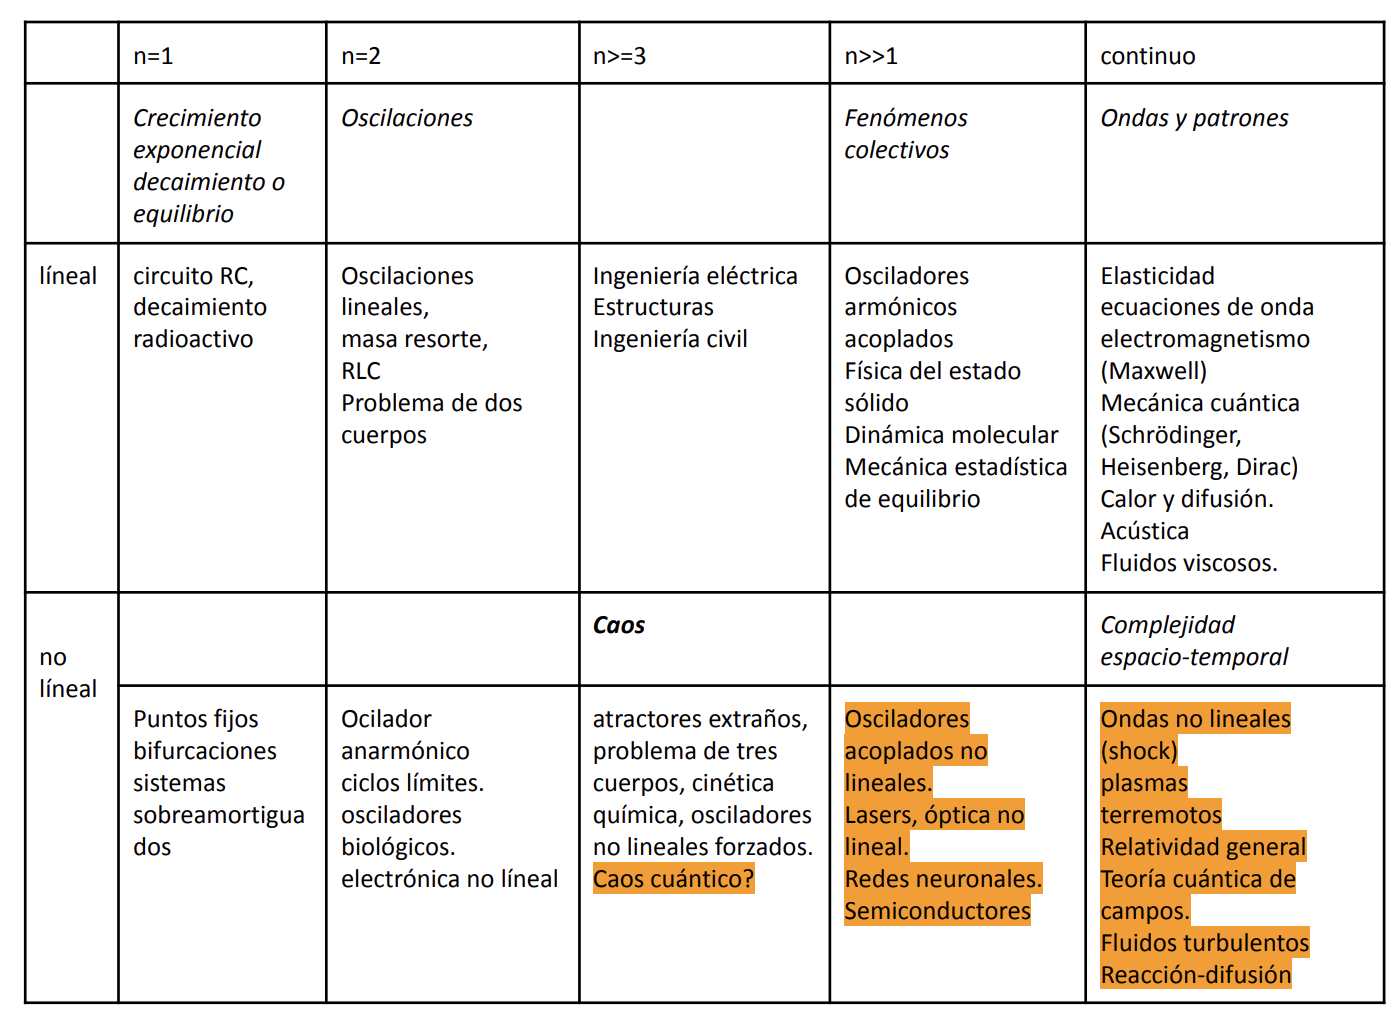 n=1
n=2
n>=3
n>>1
continuo
Crecimiento
exponencial
decaimiento o
equilibrio
Oscilaciones
Fenómenos
colectivos
Ondas y patrones
líneal
circuito RC,
decaimiento
radioactivo
Oscilaciones
lineales,
masa resorte,
RLC
Problema de dos
cuerpos
Ingeniería eléctrica
Estructuras
Ingeniería civil
Osciladores
armónicos
acoplados
Física del estado
sólido
Dinámica molecular
Mecánica estadística
de equilibrio
Elasticidad
ecuaciones de onda
electromagnetismo
(Maxwell)
Mecánica cuántica
(Schrödinger,
Heisenberg, Dirac)
Calor y difusión.
Acústica
Fluidos viscosos.
no
líneal
Caos
Complejidad
espacio-temporal
Puntos fijos
bifurcaciones
sistemas
sobreamortigua
dos
Ocilador
anarmónico
ciclos límites.
osciladores
biológicos.
electrónica no líneal
atractores extraños,
problema de tres
cuerpos, cinética
química, osciladores
no lineales forzados.
Caos cuántico?
Osciladores
acoplados no
lineales.
Lasers, óptica no
lineal.
Redes neuronales.
Semiconductores
Ondas no lineales
(shock)
plasmas
terremotos
Relatividad general
Teoría cuántica de
campos.
Fluidos turbulentos
Reacción-difusión